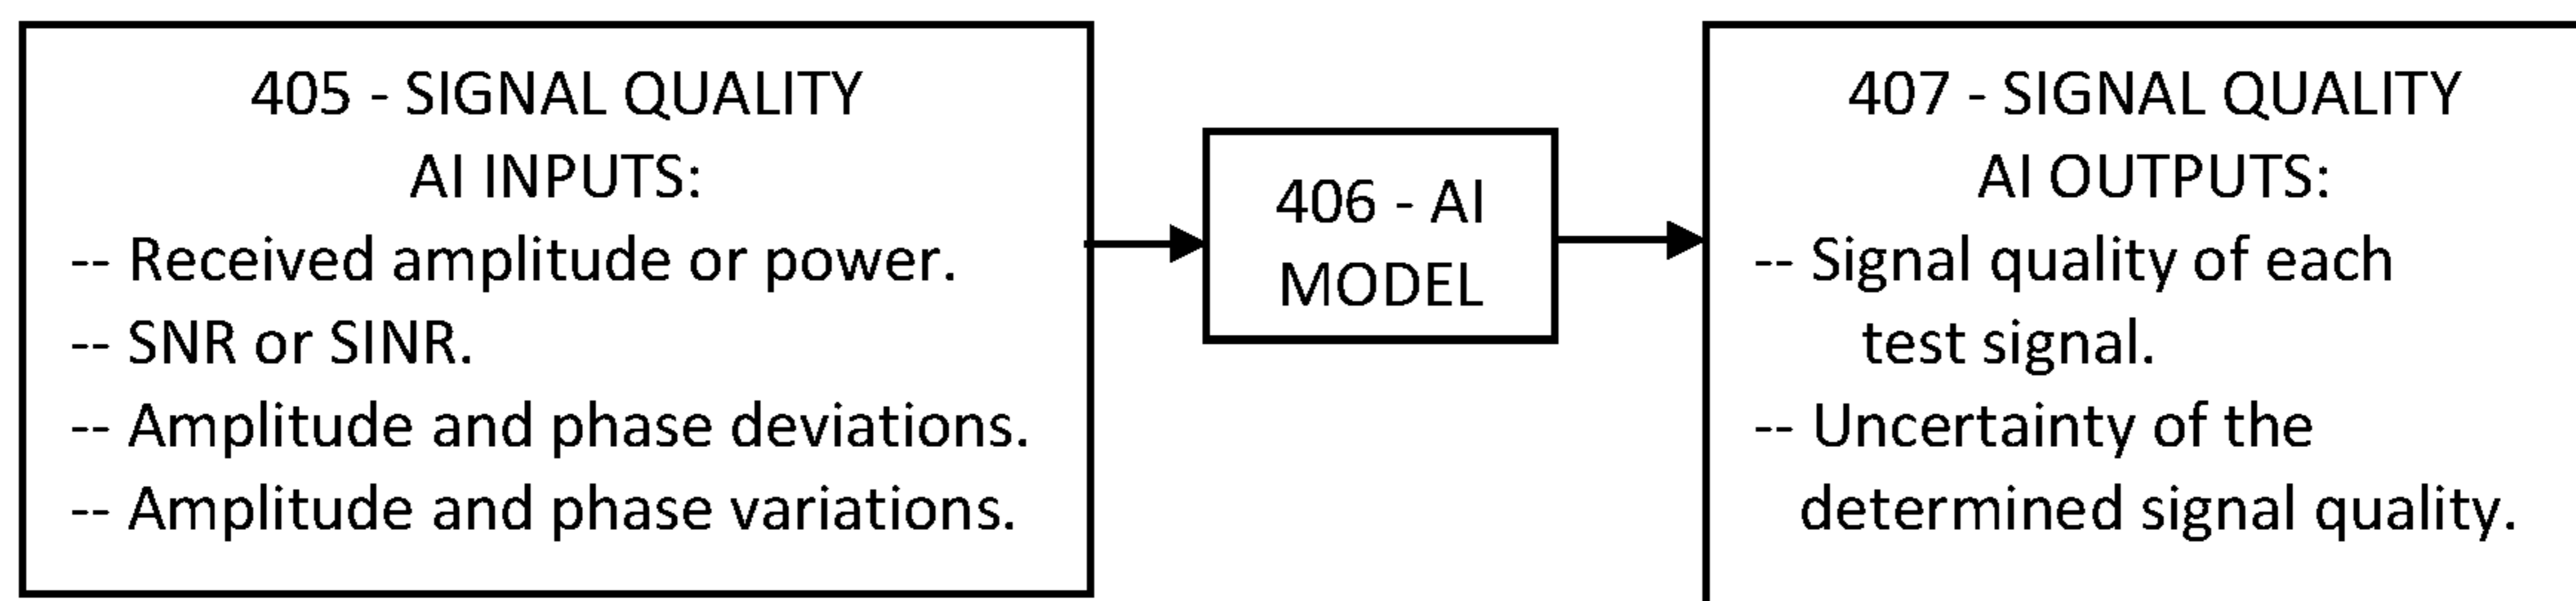 405 - SIGNAL QUALITY
AI INPUTS:
-- Received amplitude or power.
-- SNR or SINR.
-- Amplitude and phase deviations.
-- Amplitude and phase variations.
406 - AI
MODEL
407 - SIGNAL QUALITY
AI OUTPUTS:
-- Signal quality of each
test signal.
-- Uncertainty of the
determined signal quality.